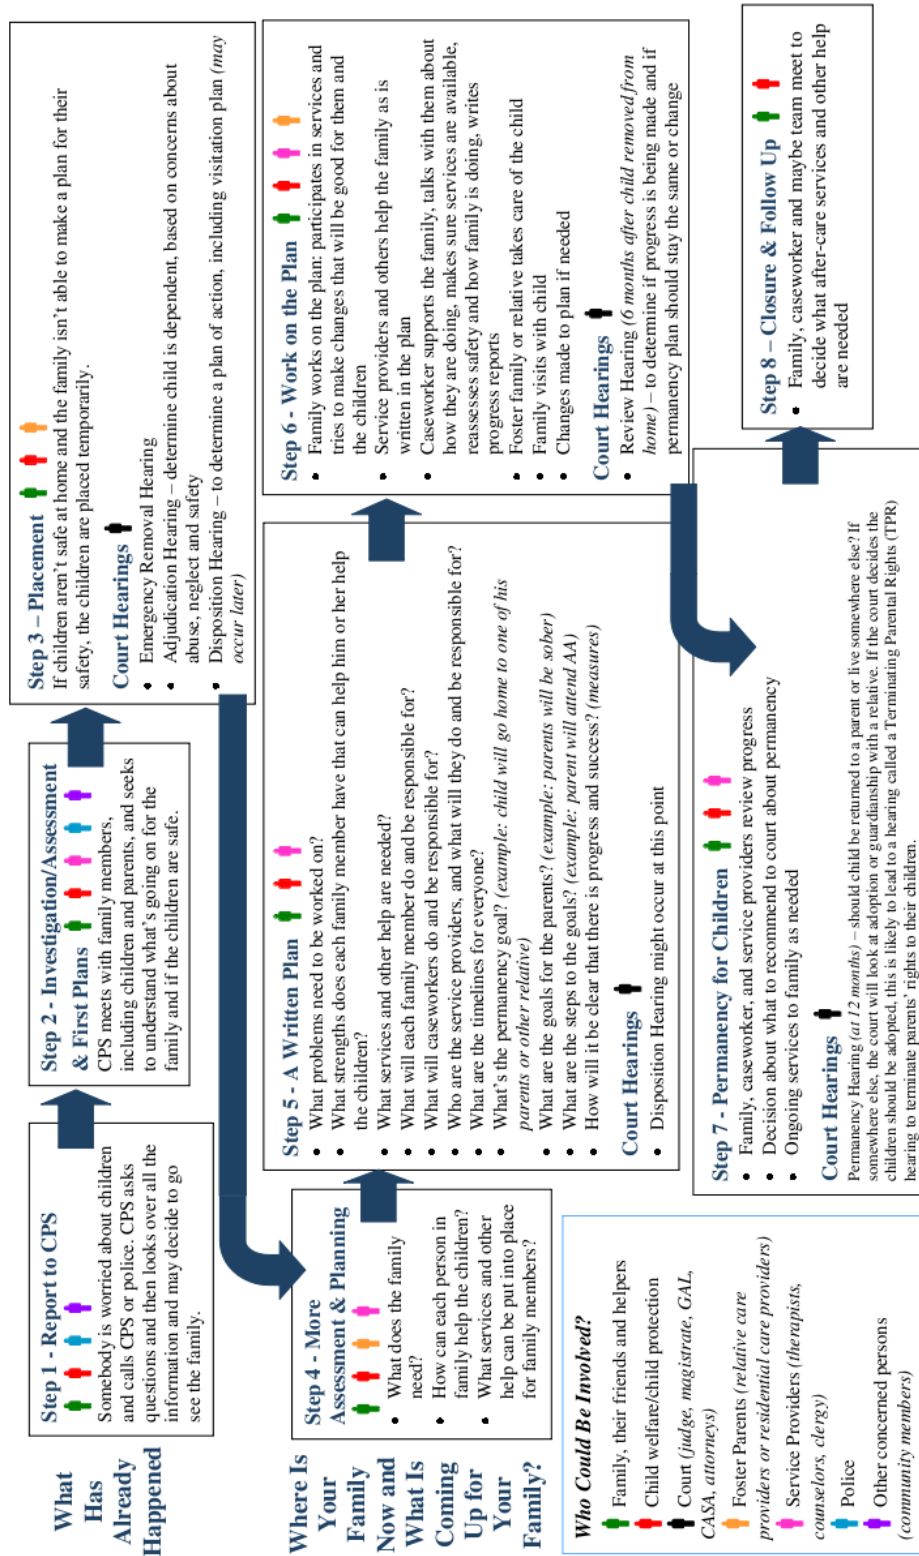 What
Has
Already
Happened
Step 1 - Report to CPS
Somebody is worried about children
and calls CPS or police. CPS asks
questions and then looks over all the
information and may decide to go
see the family.
Step 2 - Investigation/Assessment
& First Plans
CPS meets with family members,
including children and parents, and seeks
to understand what's going on for the
family and if the children are safe.
Step 3 – Placement
If children aren't safe at home and the family isn't able to make a plan for their
safety, the children are placed temporarily.
Court Hearings
• Emergency Removal Hearing
• Adjudication Hearing – determine child is dependent, based on concerns about
abuse, neglect and safety
• Disposition Hearing – to determine a plan of action, including visitation plan (may
occur later)
Where Is
Your
Family
Now and
What Is
Coming
Up for
Your
Family?
Step 4 - More
Assessment & Planning
• What does the family
need?
• How can each person in
family help the children?
• What services and other
help can be put into place
for family members?
Step 5 - A Written Plan
• What problems need to be worked on?
• What strengths does each family member have that can help him or her help
the children?
• What services and other help are needed?
• What will each family member do and be responsible for?
• What will caseworkers do and be responsible for?
• Who are the service providers, and what will they do and be responsible for?
• What are the timelines for everyone?
• What's the permanency goal? (example: child will go home to one of his
parents or other relative)
• What are the goals for the parents? (example: parents will be sober)
• What are the steps to the goals? (example: parent will attend AA)
• How will it be clear that there is progress and success? (measures)
Court Hearings
• Disposition Hearing might occur at this point
Step 6 - Work on the Plan
• Family works on the plan: participates in services and
tries to make changes that will be good for them and
the children
• Service providers and others help the family as is
written in the plan
• Caseworker supports the family, talks with them about
how they are doing, makes sure services are available,
reassesses safety and how family is doing, writes
progress reports
• Foster family or relative takes care of the child
• Family visits with child
• Changes made to plan if needed
Court Hearings
• Review Hearing (6 months after child removed from
home) – to determine if progress is being made and if
permanency plan should stay the same or change
Step 7 - Permanency for Children
• Family, caseworker, and service providers review progress
• Decision about what to recommend to court about permanency
• Ongoing services to family as needed
Court Hearings
Permanency Hearing (at 12 months) – should child be returned to a parent or live somewhere else? If
somewhere else, the court will look at adoption or guardianship with a relative. If the court decides the
children should be adopted, this is likely to lead to a hearing called a Terminating Parental Rights (TPR)
hearing to terminate parents' rights to their children.
Step 8 – Closure & Follow Up
• Family, caseworker and maybe team meet to
decide what after-care services and other help
are needed
Who Could Be Involved?
Family, their friends and helpers
Child welfare/child protection
Court (judge, magistrate, GAL,
CASA, attorneys)
Foster Parents (relative care
providers or residential care providers)
Service Providers (therapists,
counselors, clergy)
Police
Other concerned persons
(community members)